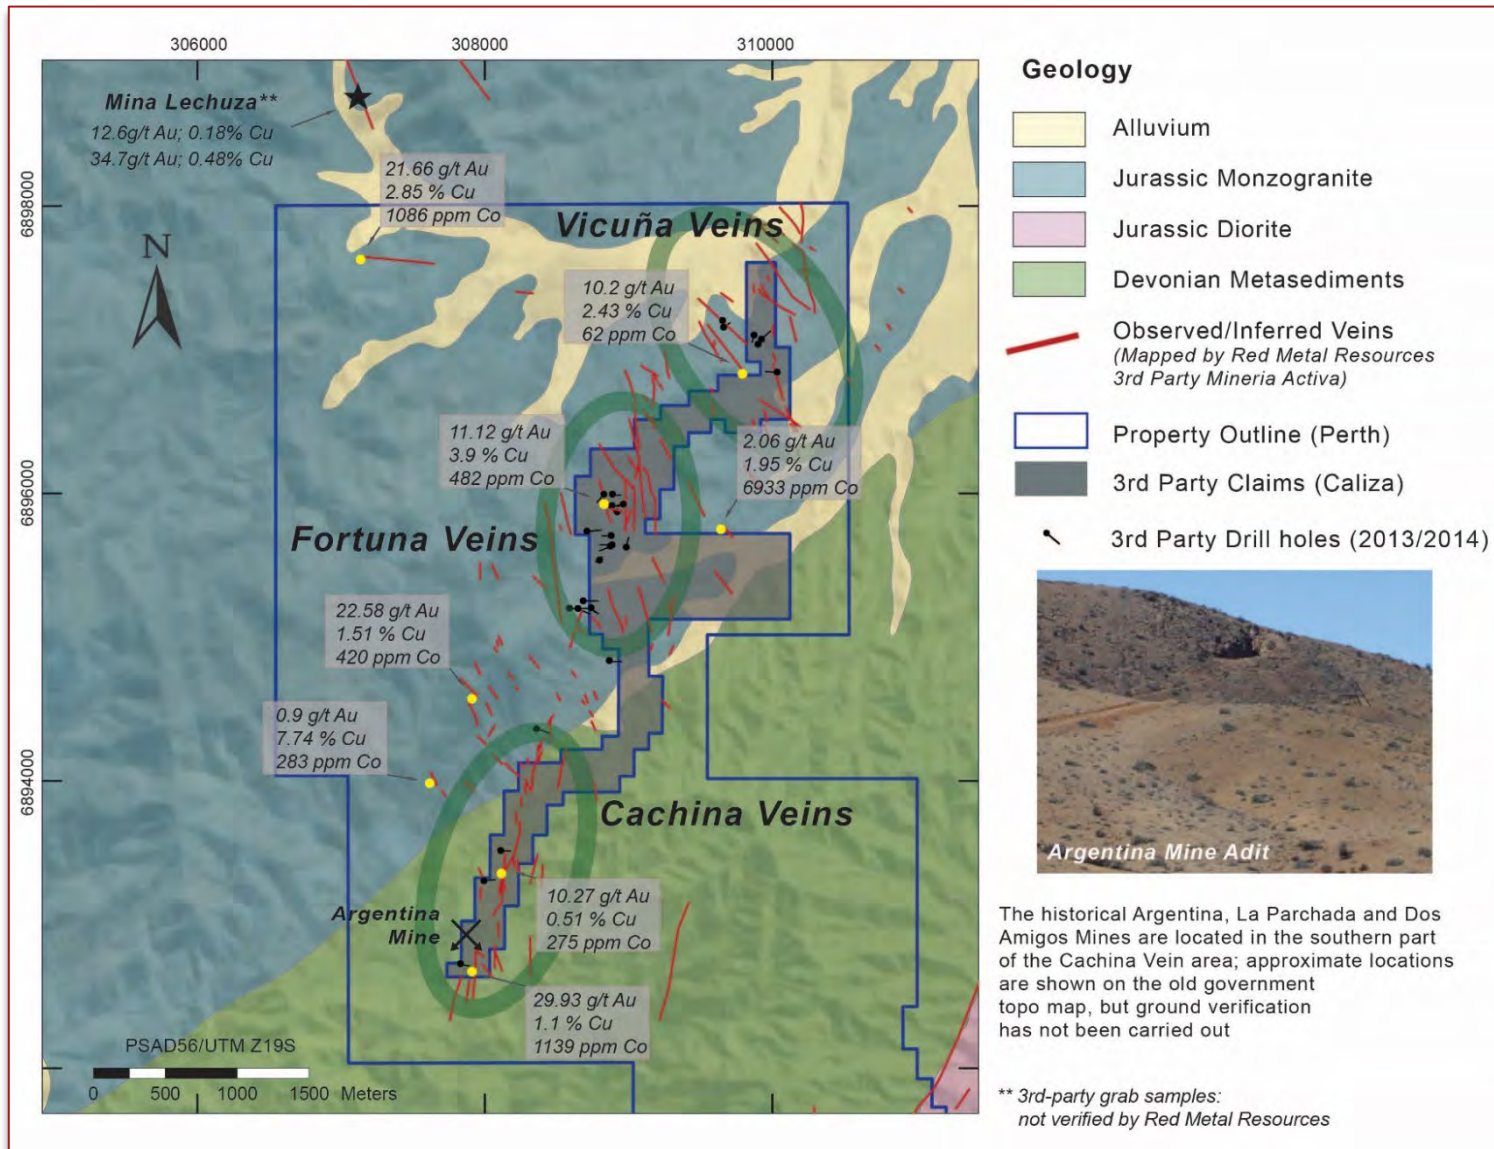 306000
308000
310000
6898000
6896000
6894000
Mina Lechuza**
12.6g/t Au; 0.18% Cu
34.7g/t Au; 0.48% Cu
21.66 g/t Au
2.85 % Cu
1086 ppm Co
N
Vicuña Veins
10.2 g/t Au
2.43 % Cu
62 ppm Co
11.12 g/t Au
3.9 % Cu
482 ppm Co
2.06 g/t Au
1.95 % Cu
6933 ppm Co
Fortuna Veins
22.58 g/t Au
1.51 % Cu
420 ppm Co
0.9 g/t Au
7.74 % Cu
283 ppm Co
Cachina Veins
Argentina
Mine
10.27 g/t Au
0.51 % Cu
275 ppm Co
29.93 g/t Au
1.1 % Cu
1139 ppm Co
PSAD56/UTM Z19S
0 500 1000 1500 Meters
Geology
Alluvium
Jurassic Monzogranite
Jurassic Diorite
Devonian Metasediments
Observed/Inferred Veins
(Mapped by Red Metal Resources
3rd Party Mineria Activa)
Property Outline (Perth)
3rd Party Claims (Caliza)
3rd Party Drill holes (2013/2014)
Argentina Mine Adit
The historical Argentina, La Parchada and Dos
Amigos Mines are located in the southern part
of the Cachina Vein area; approximate locations
are shown on the old government
topo map, but ground verification
has not been carried out
** 3rd-party grab samples:
not verified by Red Metal Resources